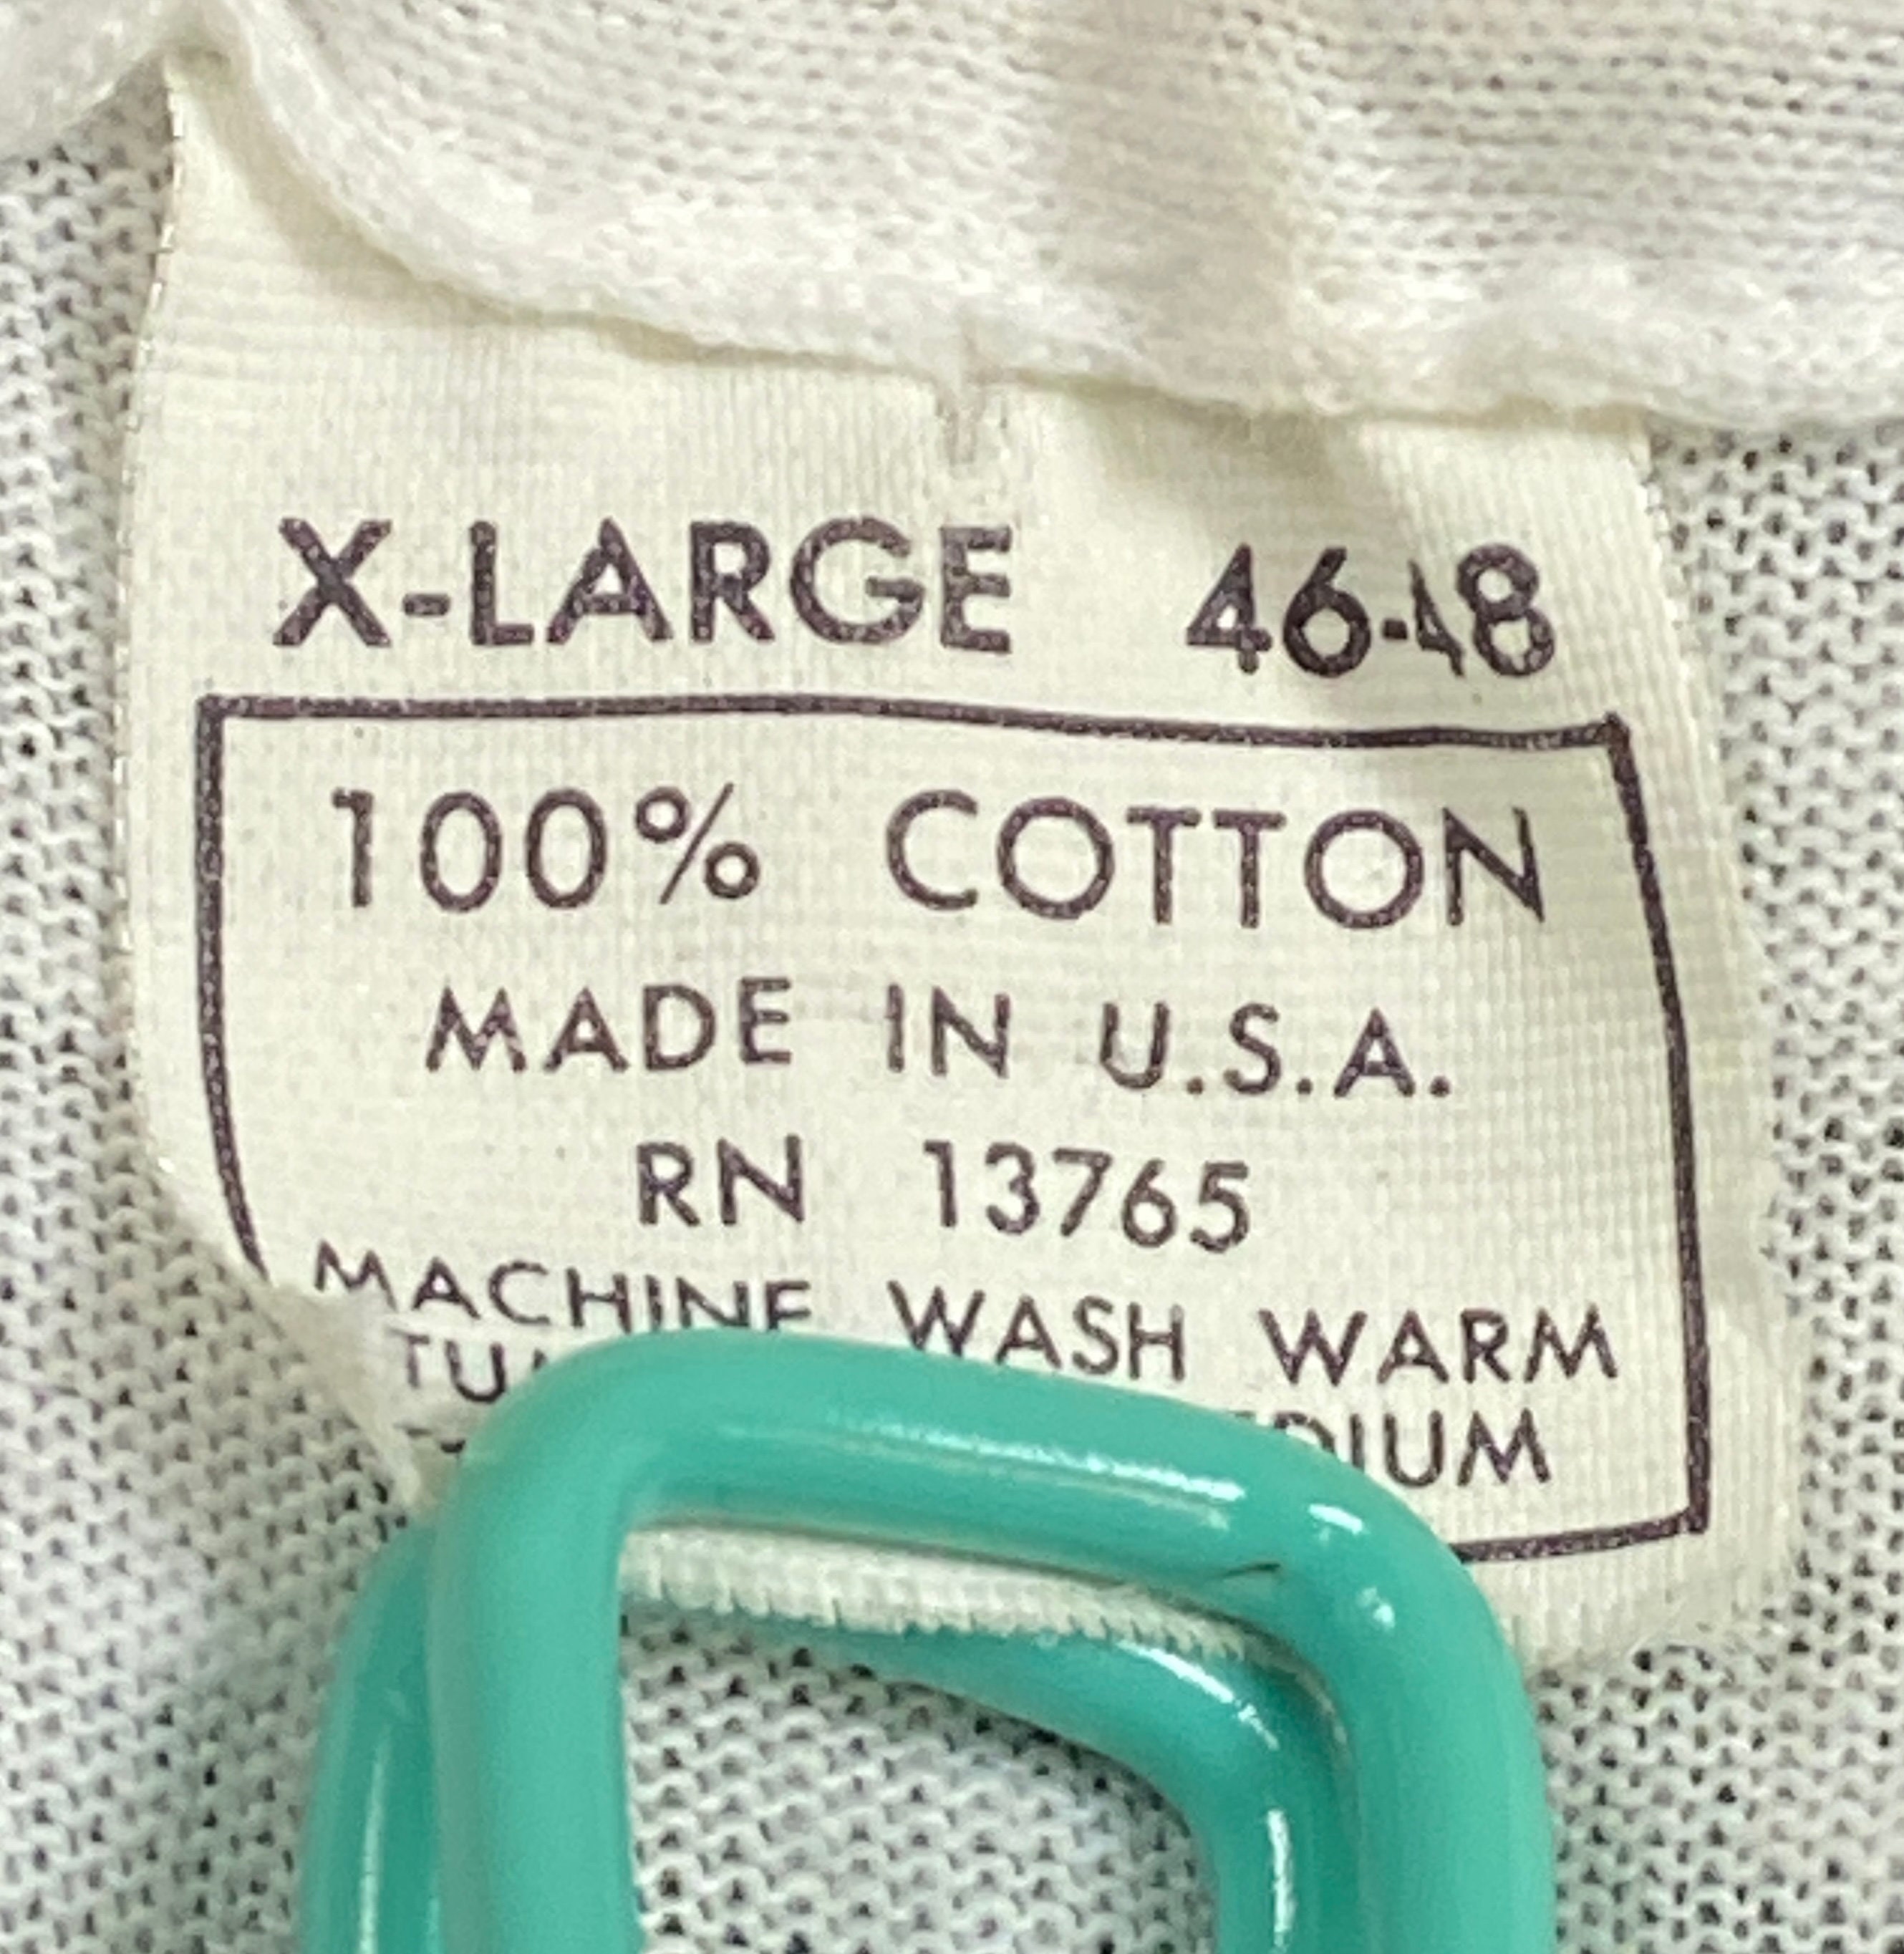 X-LARGE 46-48
100% COTTON
MADE IN U.S.A.
RN 13765
MACHINE WASH WARM